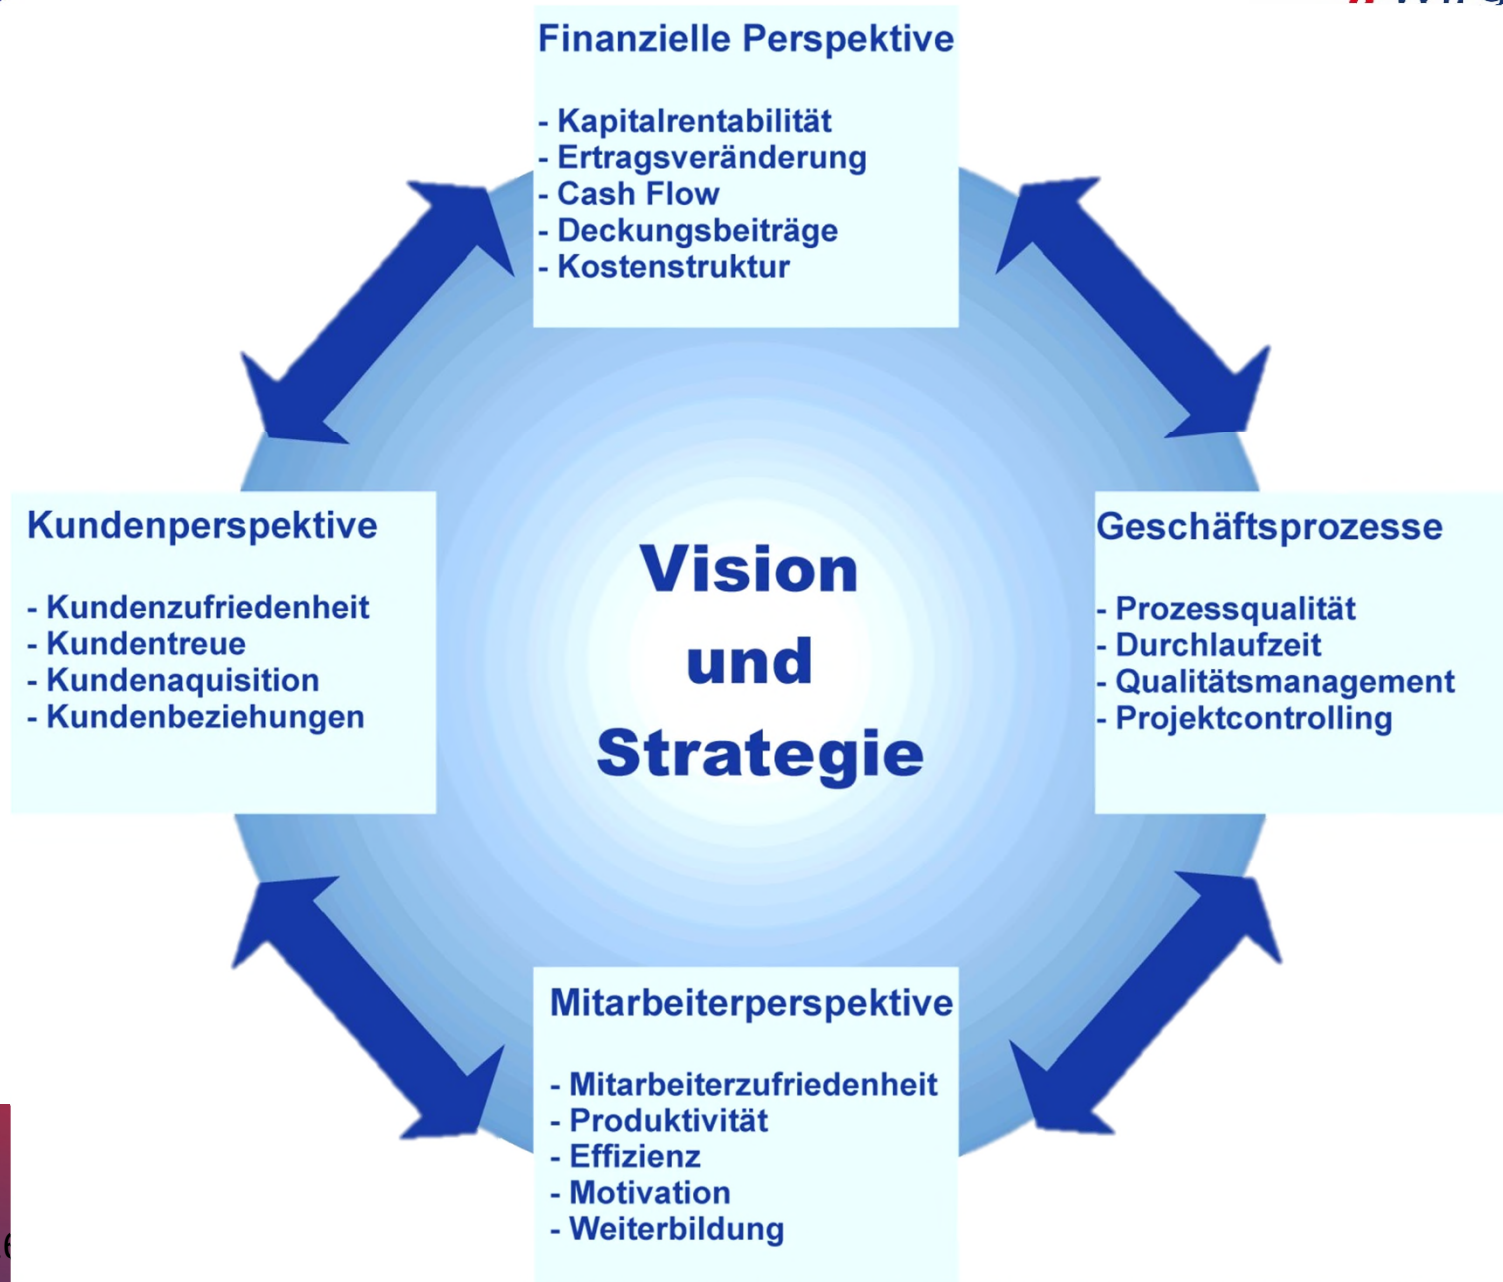 Finanzielle Perspektive
- Kapitalrentabilität
- Ertragsveränderung
- Cash Flow
- Deckungsbeiträge
- Kostenstruktur
Kundenperspektive
- Kundenzufriedenheit
- Kundentreue
- Kundenaquisition
- Kundenbeziehungen
Vision
und
Strategie
Geschäftsprozesse
- Prozessqualität
- Durchlaufzeit
- Qualitätsmanagement
- Projektcontrolling
Mitarbeiterperspektive
- Mitarbeiterzufriedenheit
- Produktivität
- Effizienz
- Motivation
- Weiterbildung